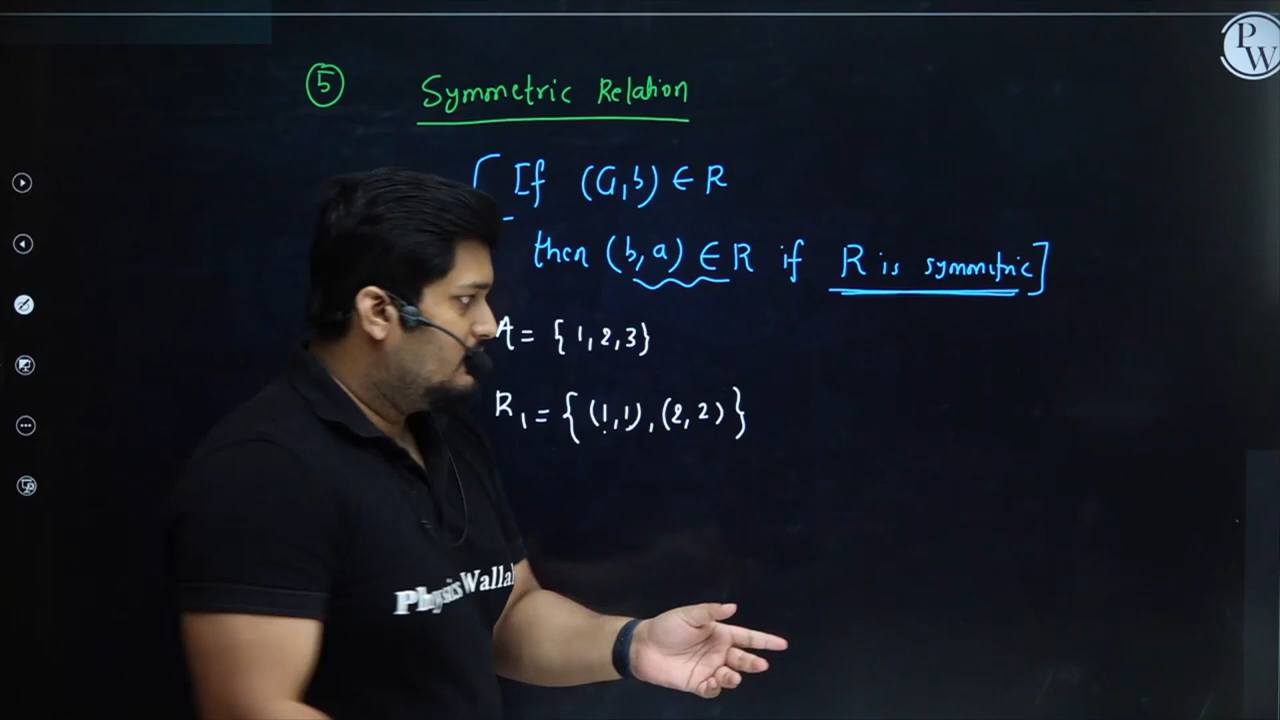 PW
⑤ Symmetric Relation
[If (a,b) ∈ R
then (b,a) ∈ R if R is symmetric]
A = {1,2,3}
R₁ = {(1,1),(2,2)}
Physics Wallah